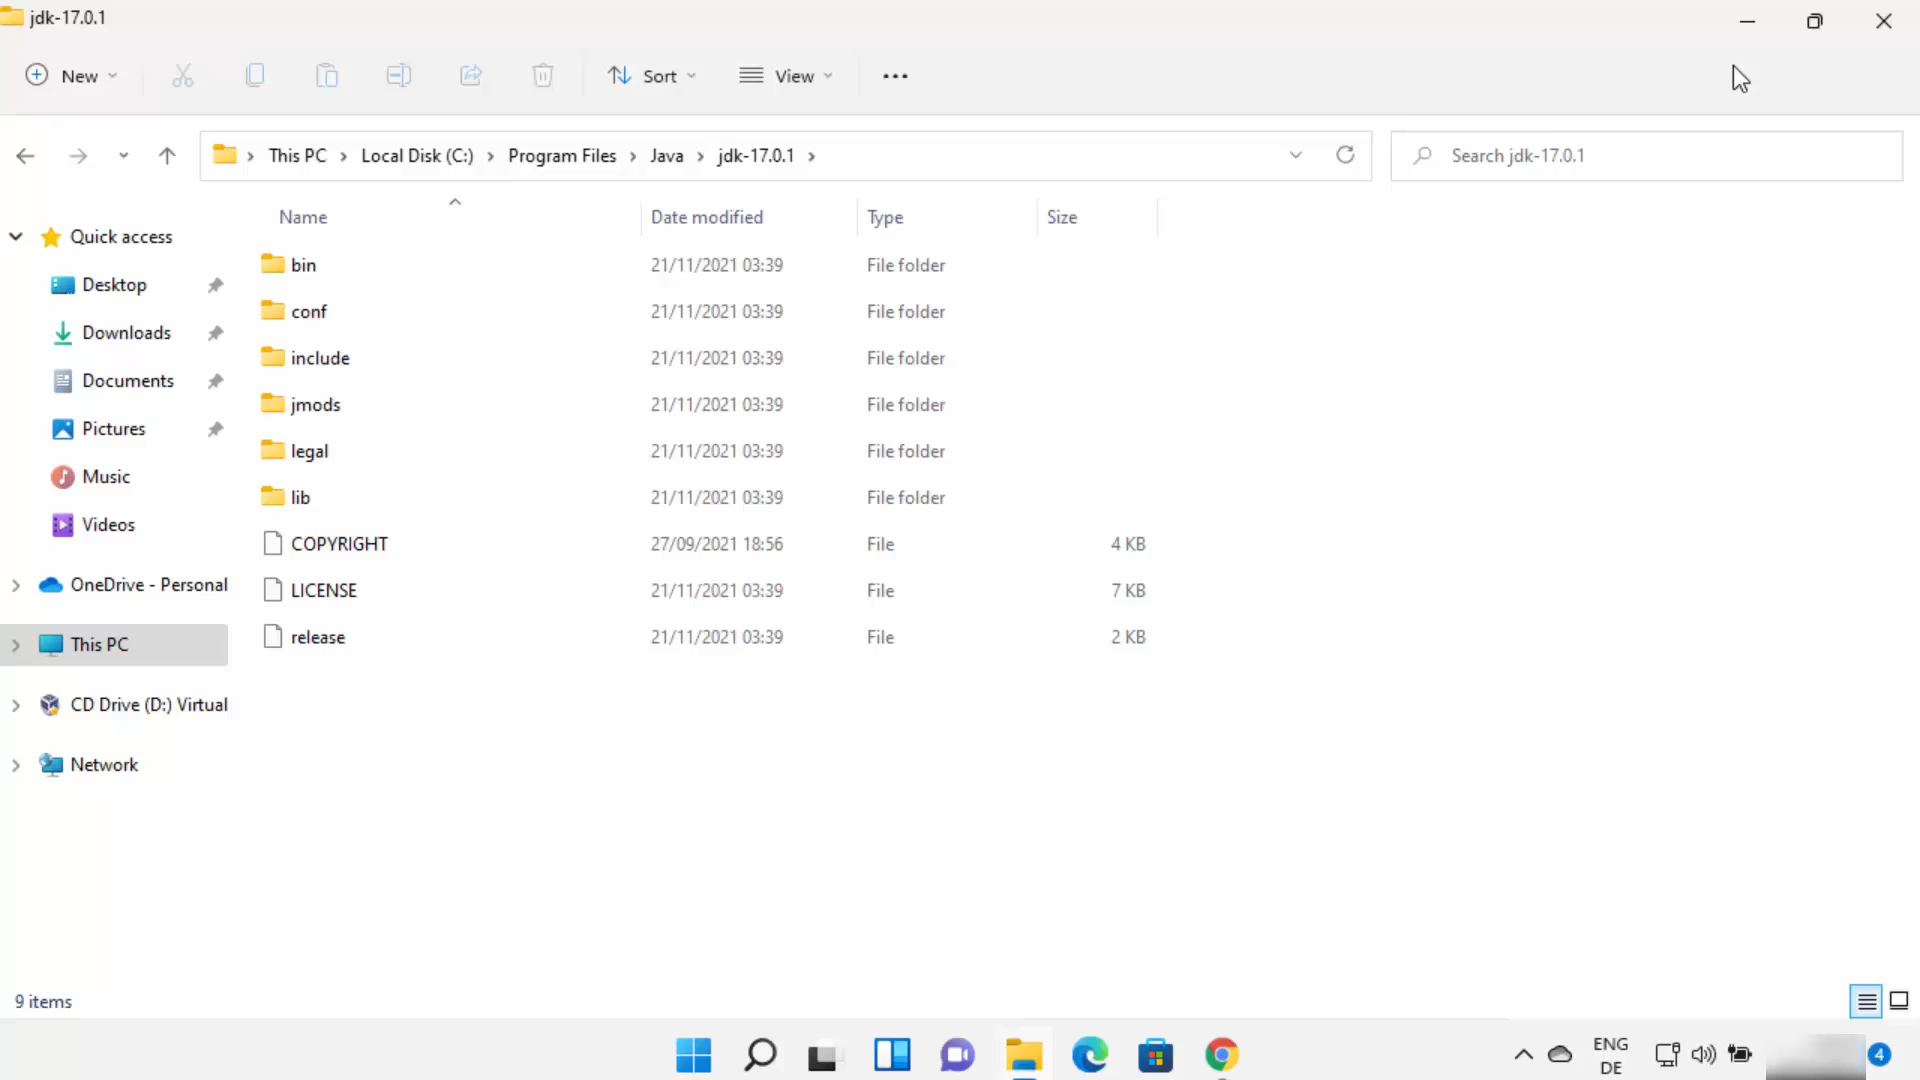 jdk-17.0.1
New
Sort
View
This PC
Local Disk (C:)
Program Files
Java
jdk-17.0.1
Search jdk-17.0.1
Name Date modified Type Size
Quick access
Desktop
Downloads
Documents
Pictures
Music
Videos
OneDrive - Personal
This PC
CD Drive (D:) Virtual
Network
bin 21/11/2021 03:39 File folder
conf 21/11/2021 03:39 File folder
include 21/11/2021 03:39 File folder
jmods 21/11/2021 03:39 File folder
legal 21/11/2021 03:39 File folder
lib 21/11/2021 03:39 File folder
COPYRIGHT 27/09/2021 18:56 File 4 KB
LICENSE 21/11/2021 03:39 File 7 KB
release 21/11/2021 03:39 File 2 KB
9 items
ENG
DE
4